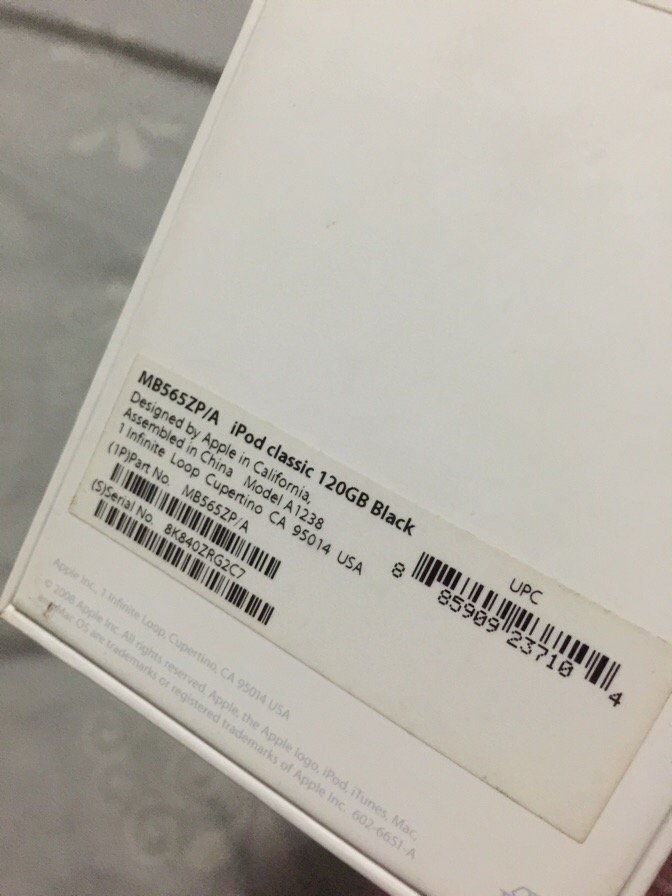 MB565ZP/A iPod classic 120GB Black
Designed by Apple in California,
Assembled in China Model A1238
1 Infinite Loop Cupertino CA 95014 USA
(1P)Part No. MB565ZP/A
(S)Serial No. 8K840ZRG2C7
UPC
8 85909 23710 4
Apple Inc. 1 Infinite Loop, Cupertino, CA 95014 USA
© 2008 Apple Inc. All rights reserved. Apple, the Apple logo, iPod, iTunes, Mac,
and Mac OS are trademarks or registered trademarks of Apple Inc. 602-6651-A